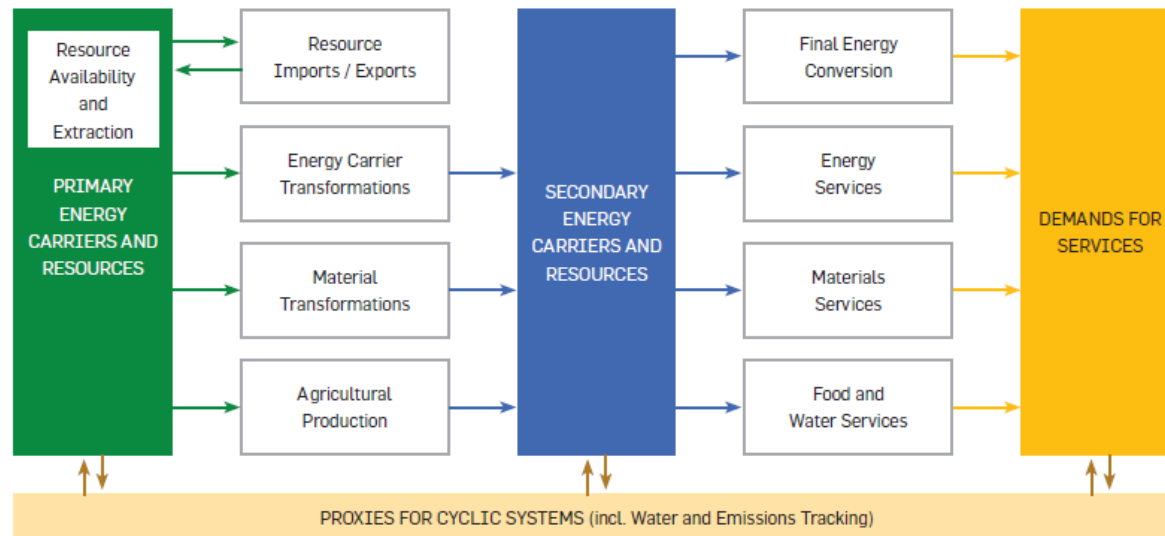 Resource
Availability
and
Extraction
PRIMARY
ENERGY
CARRIERS AND
RESOURCES
Resource
Imports / Exports
Energy Carrier
Transformations
Material
Transformations
Agricultural
Production
SECONDARY
ENERGY
CARRIERS AND
RESOURCES
Final Energy
Conversion
Energy
Services
Materials
Services
Food and
Water Services
DEMANDS FOR
SERVICES
PROXIES FOR CYCLIC SYSTEMS (incl. Water and Emissions Tracking)